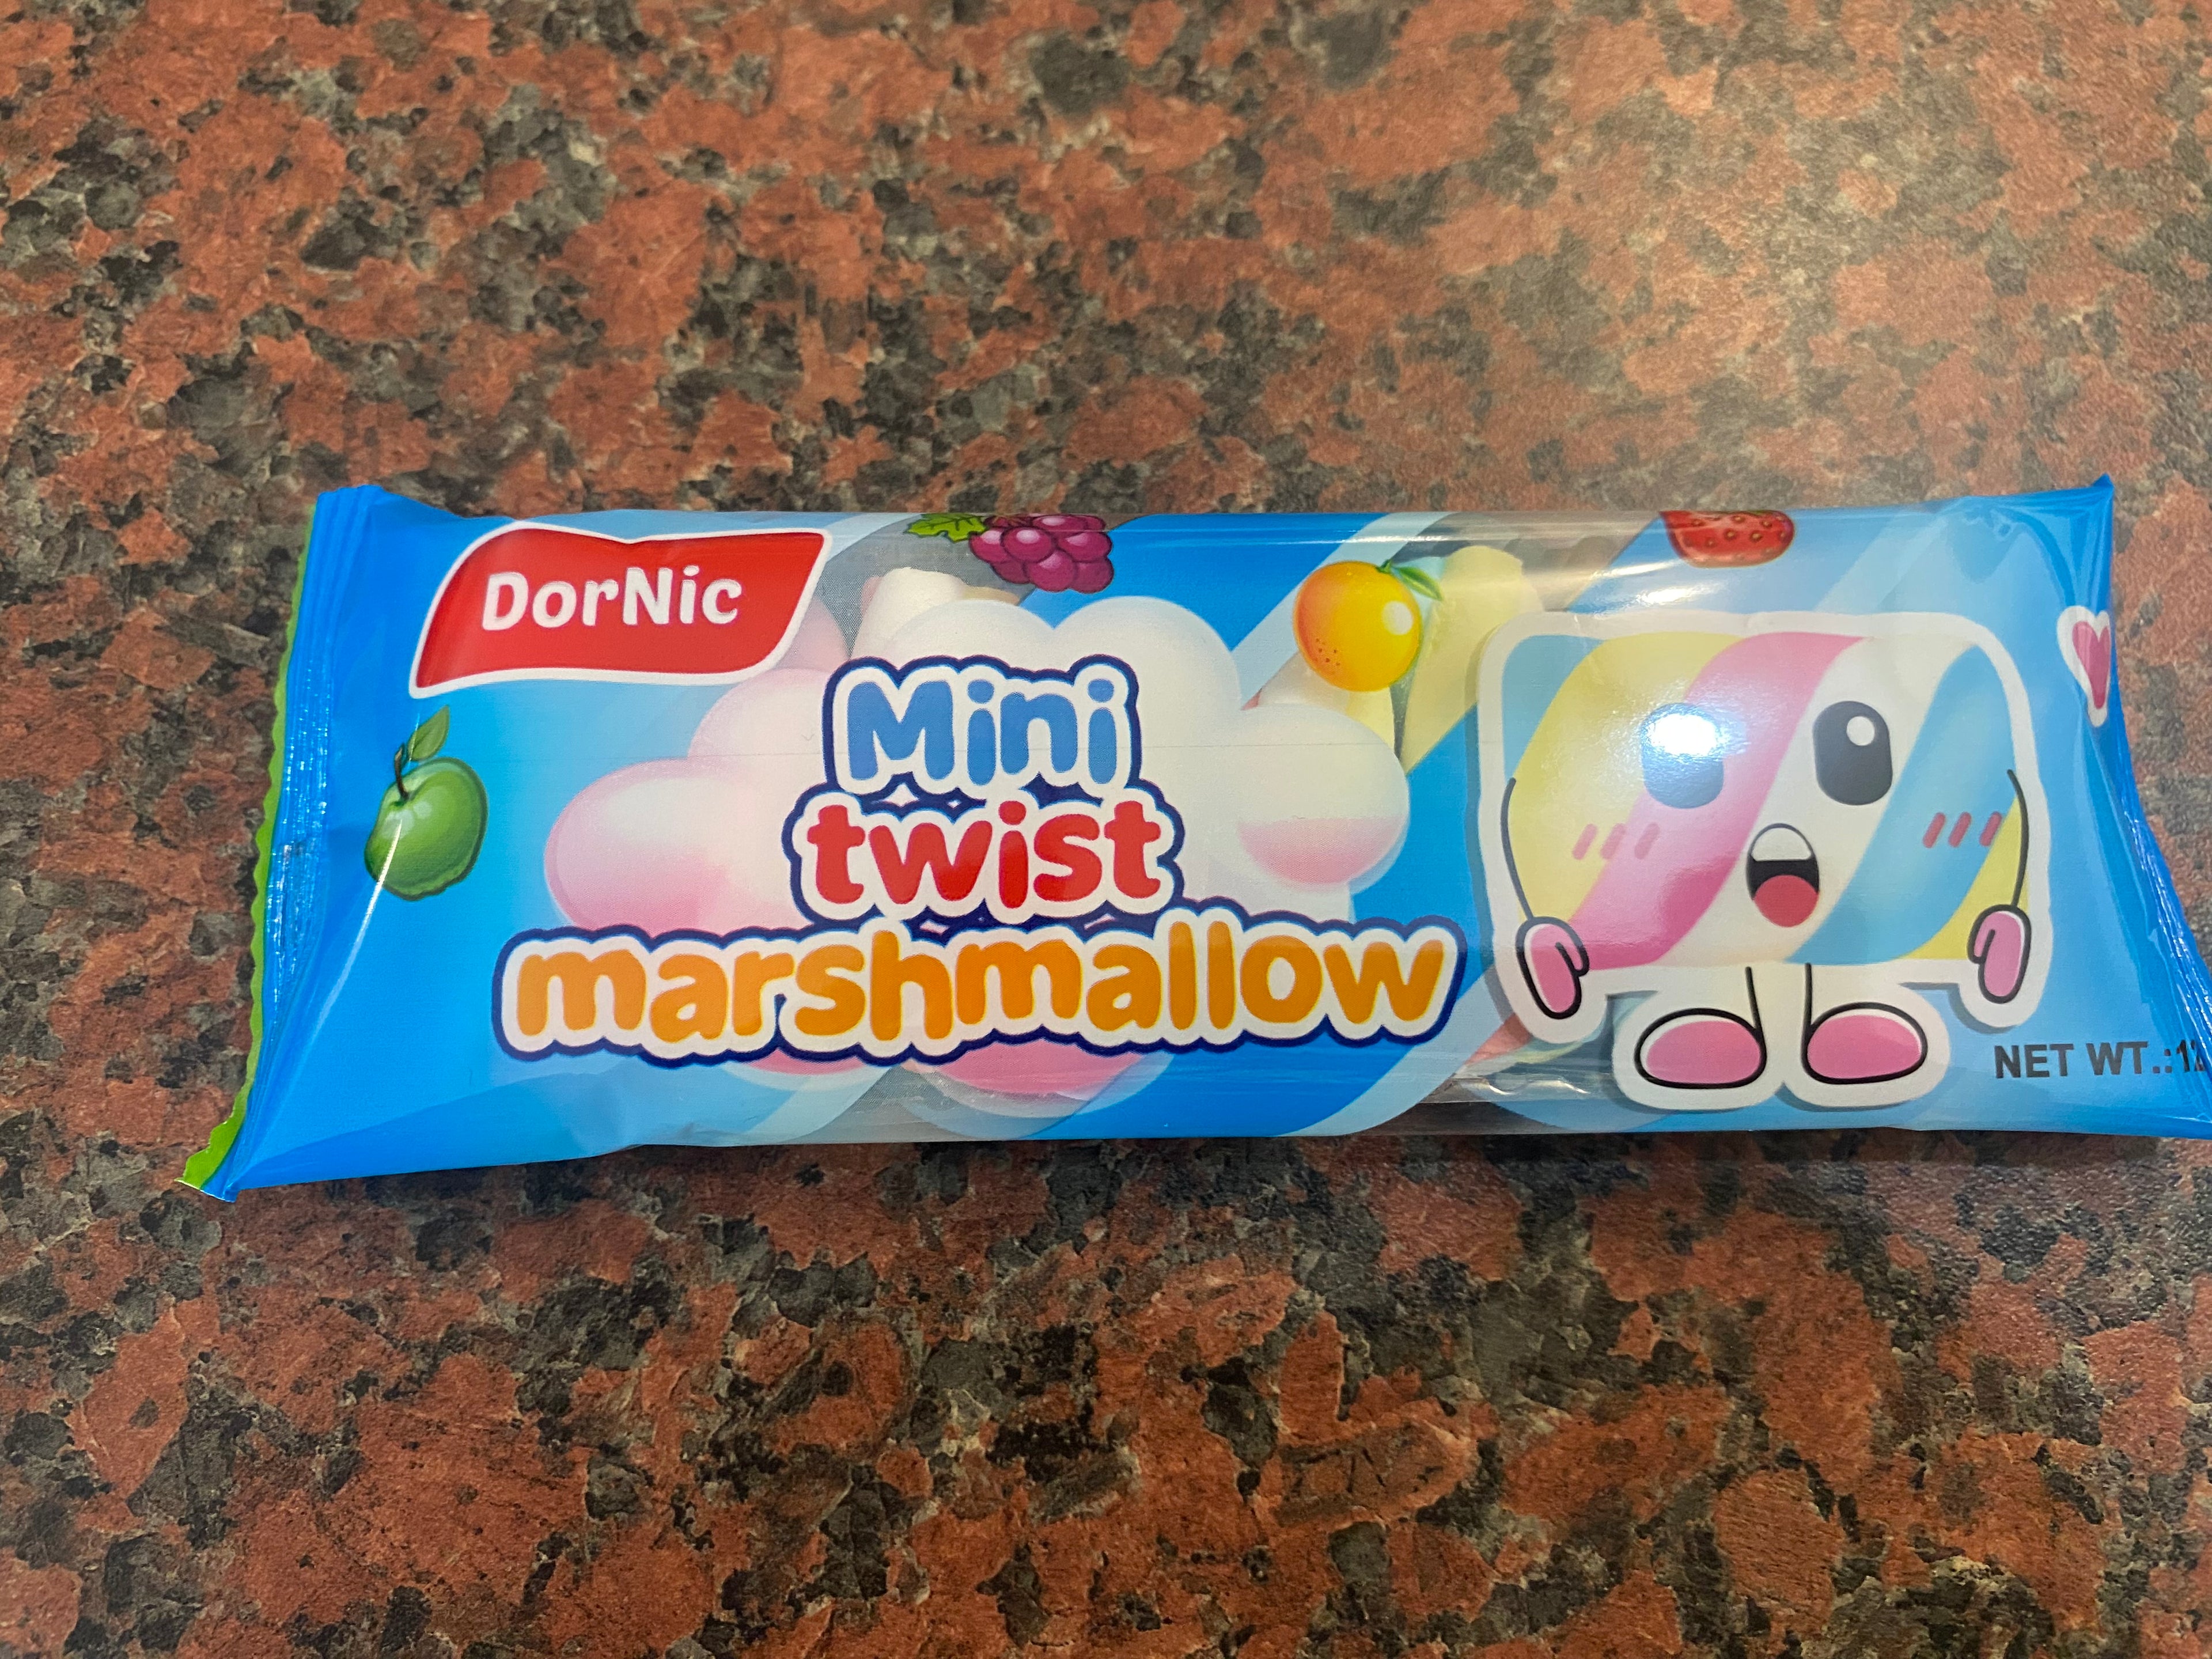 DorNic
Mini
twist
marshmallow
NET WT.: